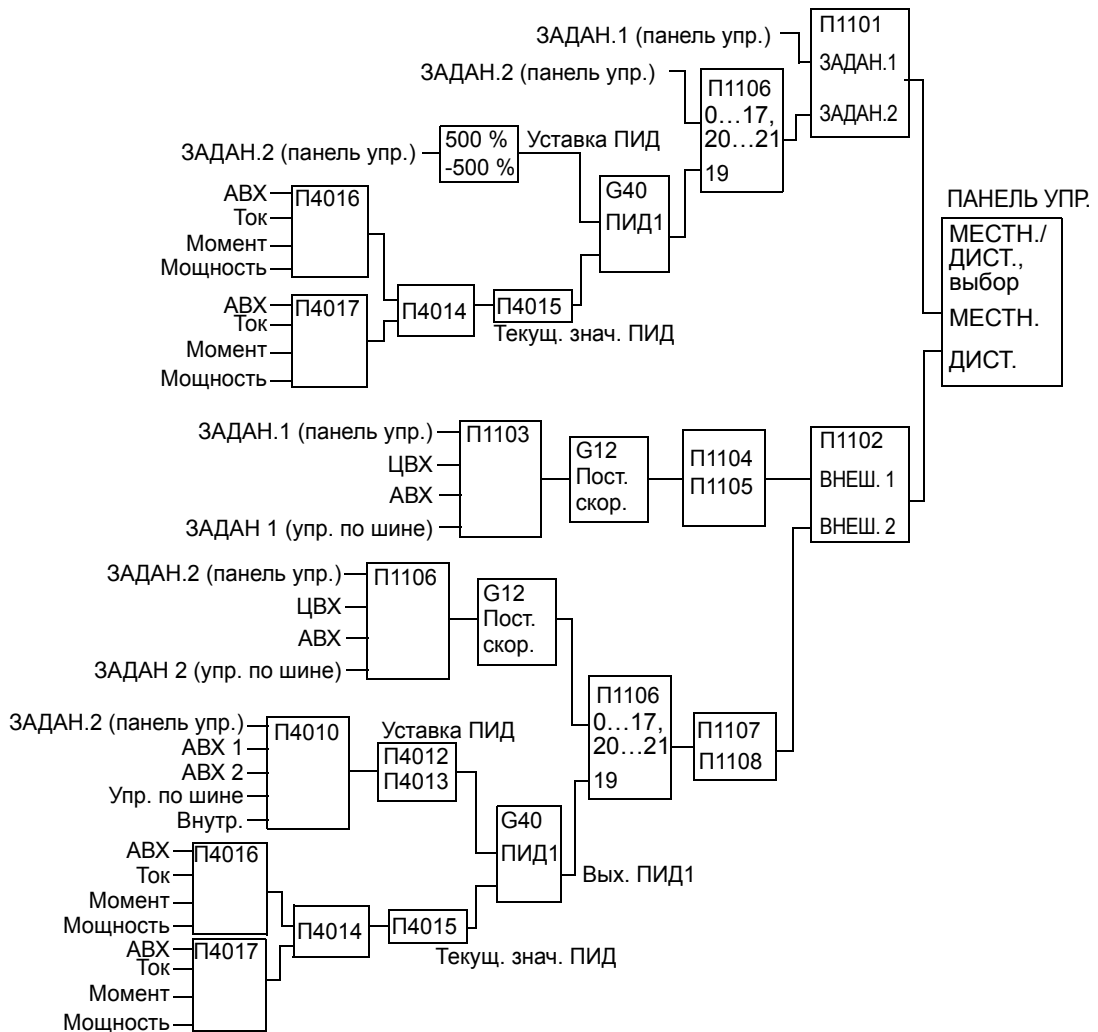 ЗАДАН.1 (панель упр.)
П1101
ЗАДАН.1
ЗАДАН.2
ЗАДАН.2 (панель упр.)
П1106
0…17,
20…21
19
ЗАДАН.2 (панель упр.)
500 %
-500 %
Уставка ПИД
G40
ПИД1
АВХ
Ток
Момент
Мощность
П4016
АВХ
Ток
Момент
Мощность
П4017
П4014
П4015
Текущ. знач. ПИД
ПАНЕЛЬ УПР.
МЕСТН./
ДИСТ.,
выбор
МЕСТН.
ДИСТ.
ЗАДАН.1 (панель упр.)
ЦВХ
АВХ
ЗАДАН 1 (упр. по шине)
П1103
G12
Пост.
скор.
П1104
П1105
П1102
ВНЕШ. 1
ВНЕШ. 2
ЗАДАН.2 (панель упр.)
ЦВХ
АВХ
ЗАДАН 2 (упр. по шине)
П1106
G12
Пост.
скор.
П1106
0…17,
20…21
19
П1107
П1108
ЗАДАН.2 (панель упр.)
АВХ 1
АВХ 2
Упр. по шине
Внутр.
П4010
Уставка ПИД
П4012
П4013
G40
ПИД1
Вых. ПИД1
АВХ
Ток
Момент
Мощность
П4016
АВХ
Ток
Момент
Мощность
П4017
П4014
П4015
Текущ. знач. ПИД